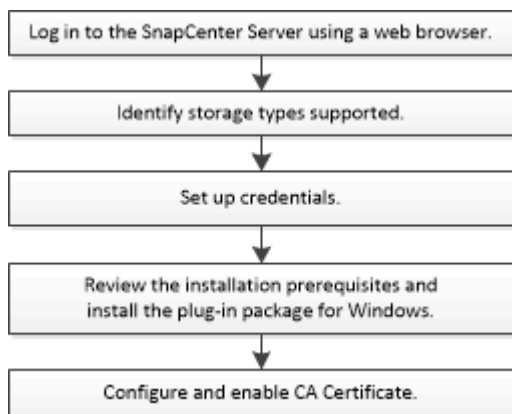 Log in to the SnapCenter Server using a web browser.
Identify storage types supported.
Set up credentials.
Review the installation prerequisites and
install the plug-in package for Windows.
Configure and enable CA Certificate.